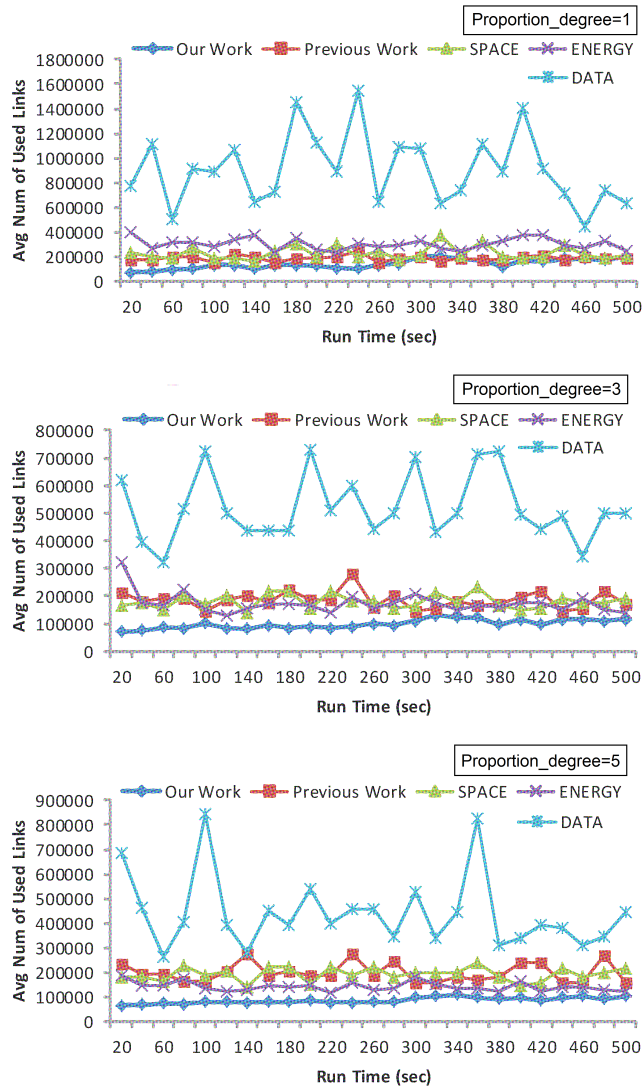 Proportion_degree=1
Our Work Previous Work SPACE ENERGY
DATA
Avg Num of Used Links
1800000
1600000
1400000
1200000
1000000
800000
600000
400000
200000
0
20 60 100 140 180 220 260 300 340 380 420 460 500
Run Time (sec)
Proportion_degree=3
Our Work Previous Work SPACE ENERGY
DATA
Avg Num of Used Links
800000
700000
600000
500000
400000
300000
200000
100000
0
20 60 100 140 180 220 260 300 340 380 420 460 500
Run Time (sec)
Proportion_degree=5
Our Work Previous Work SPACE ENERGY
DATA
Avg Num of Used Links
900000
800000
700000
600000
500000
400000
300000
200000
100000
0
20 60 100 140 180 220 260 300 340 380 420 460 500
Run Time (sec)